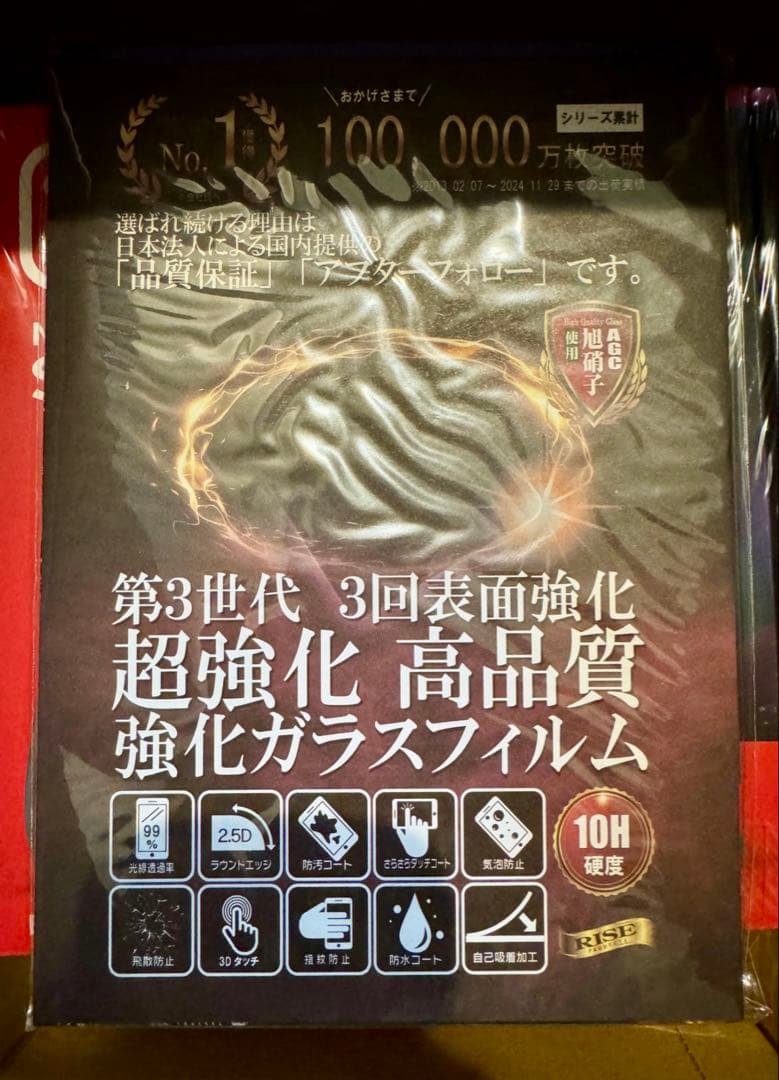 おかげさまで
No.1
獲得
シリーズ累計
100,000
万枚突破
※2013 02 07～2024 11 29までの出荷実績
選ばれ続ける理由は
日本法人による国内提供の
「品質保証」「アフターフォロー」です。
High Quality Glass
AGC
旭硝子
使用
第3世代 3回表面強化
超強化 高品質
強化ガラスフィルム
99
%
光線透過率
2.5D
ラウンドエッジ
防汚コート
さらさらタッチコート
気泡防止
10H
硬度
飛散防止
3Dタッチ
指紋防止
防水コート
自己吸着加工
RISE